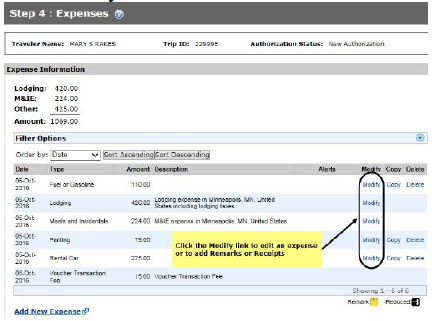 Step 4 : Expenses
Traveler Name: MARY S RAKES Trip ID: 229995 Authorization Status: New Authorization
Expense Information
Lodging: 420.00
M&IE: 224.00
Other: 425.00
Amount: 1069.00
Filter Options
Order by: Date Sort Ascending Sort Descending
Date Type Amount Description Alerts Modify Copy Delete
05-Oct-2016 Fuel or Gasoline 110.00 Modify Copy Delete
05-Oct-2016 Lodging 420.00 Lodging expense in Minneapolis, MN, United States including lodging taxes Modify
05-Oct-2016 Meals and Incidentals 224.00 M&IE expense in Minneapolis, MN, United States Modify
05-Oct-2016 Parking 75.00 Modify Copy Delete
05-Oct-2016 Rental Car 225.00 Modify Copy Delete
Click the Modify link to edit an expense
or to add Remarks or Receipts
2016 Voucher Transaction Fee 15.00 Voucher Transaction Fee Modify Copy Delete
Showing 1 - 6 of 6
Remark Reduced
Add New Expense